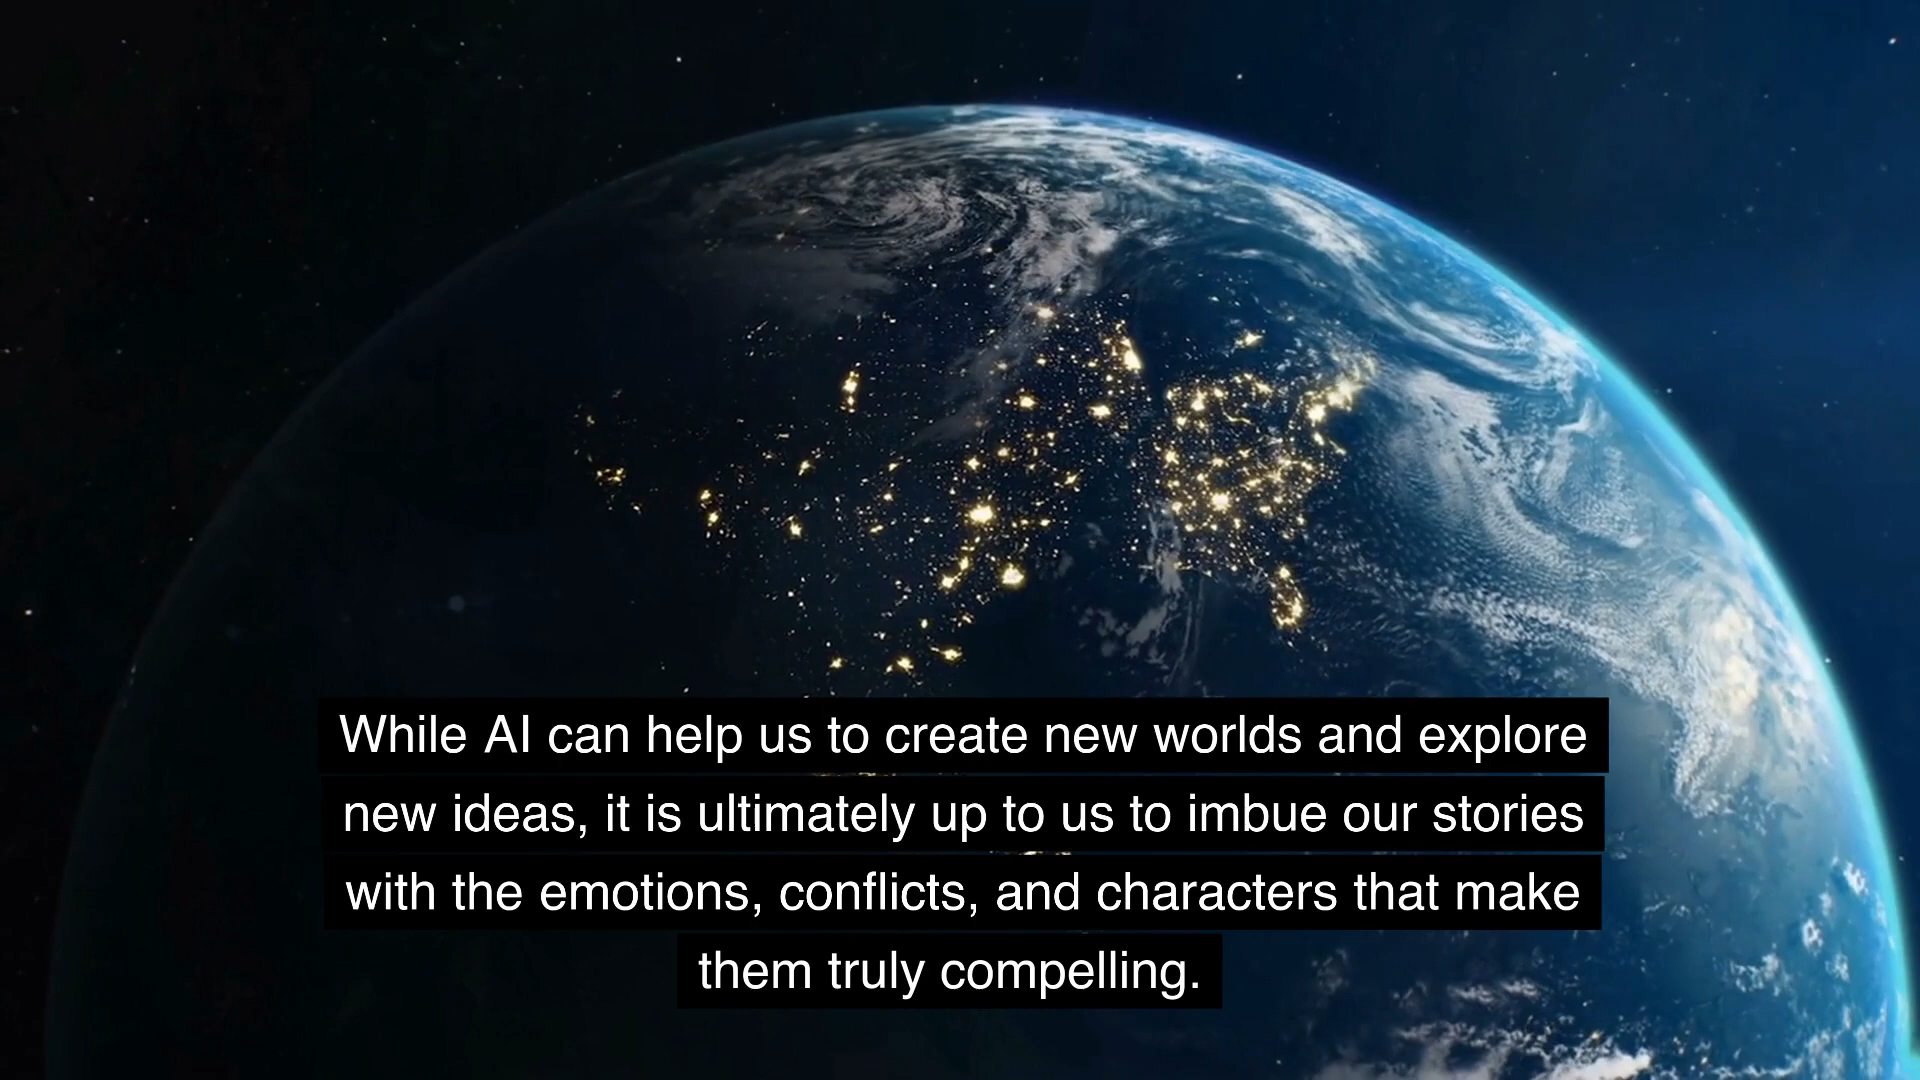 While AI can help us to create new worlds and explore
new ideas, it is ultimately up to us to imbue our stories
with the emotions, conflicts, and characters that make
them truly compelling.